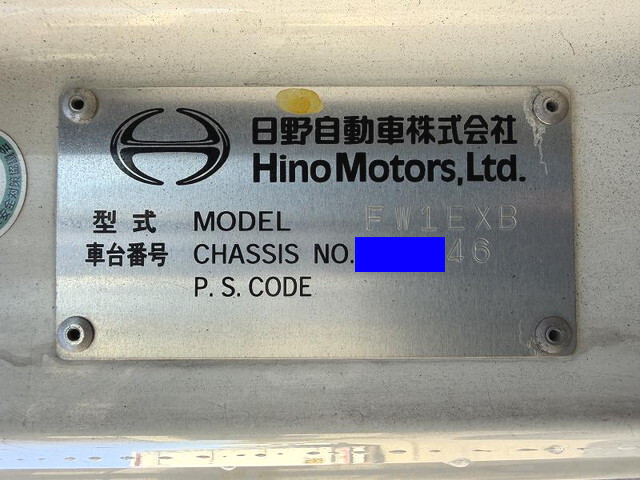 日野自動車株式会社
Hino Motors, Ltd.
型式 MODEL FW1EXB
車台番号 CHASSIS NO. 46
P.S.CODE